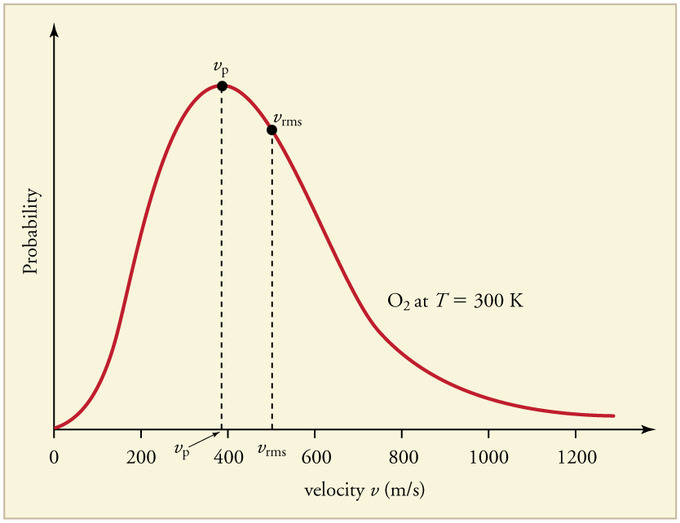 vp
vrms
Probability
O2 at T = 300 K
vp
vrms
0 200 400 600 800 1000 1200
velocity v (m/s)